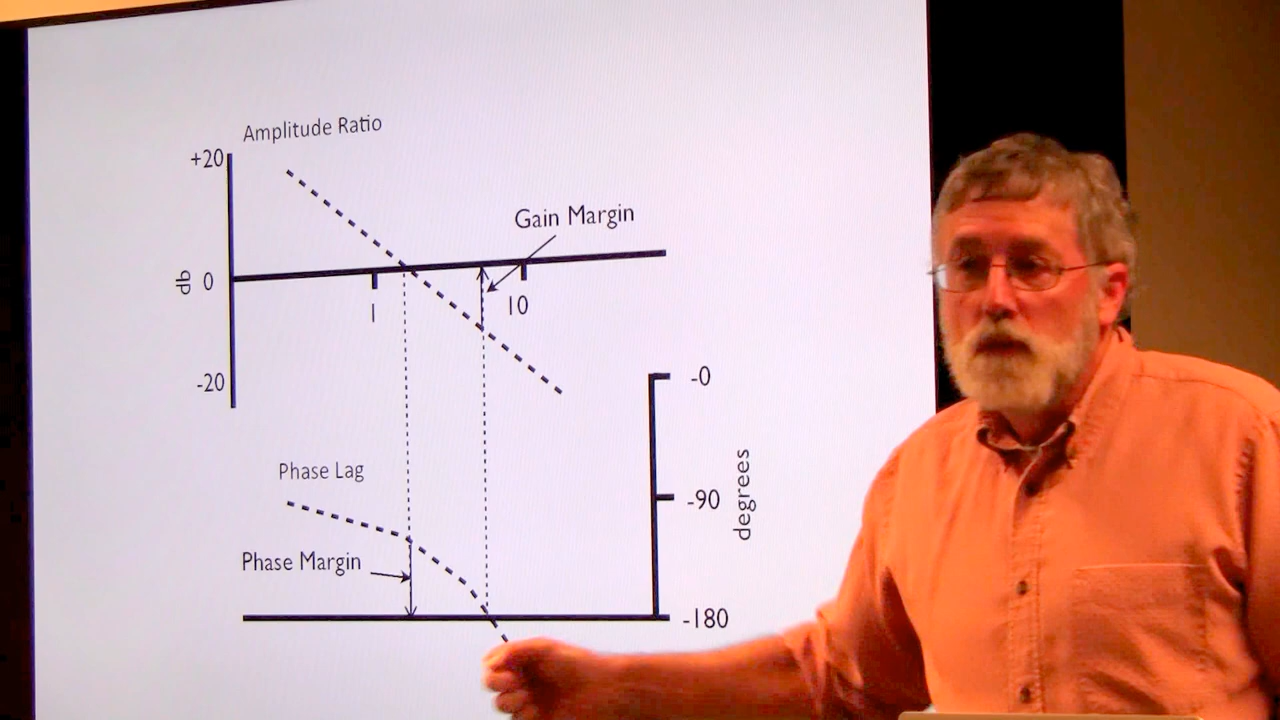 Amplitude Ratio
+20
Gain Margin
db
0
1
10
-20
-0
Phase Lag
-90
degrees
Phase Margin
-180